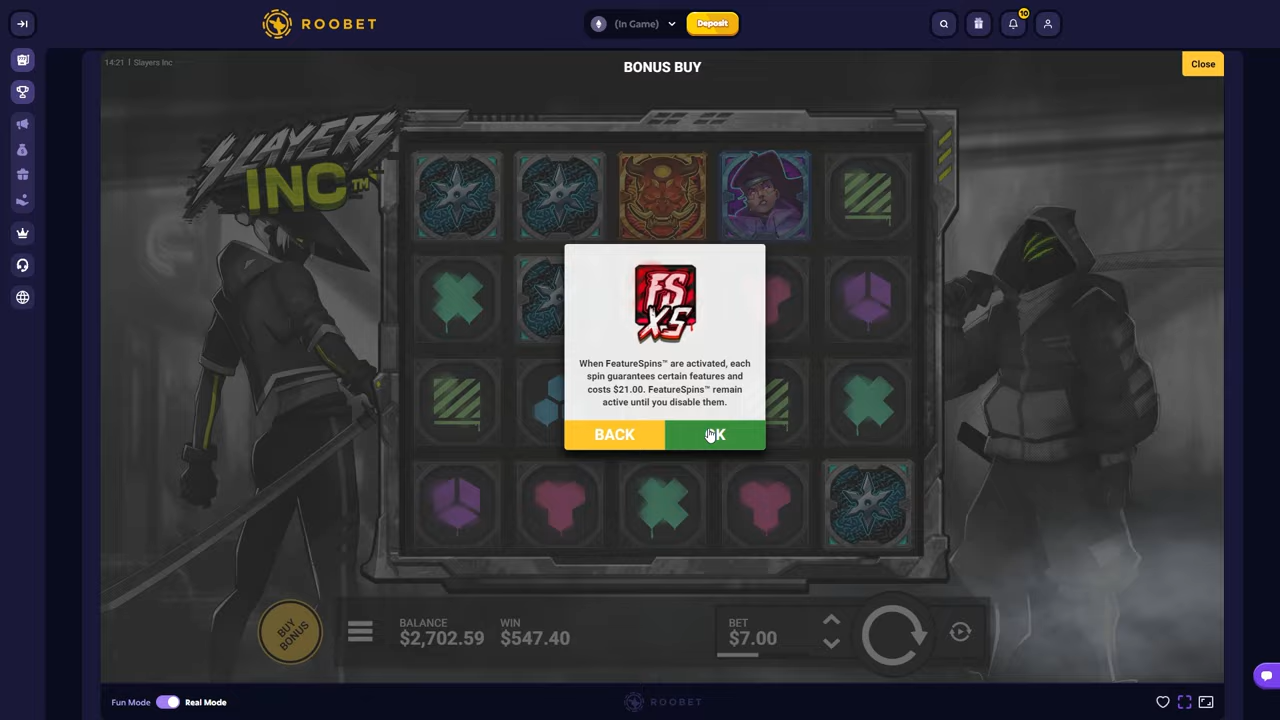 ROOBET
(In Game)
Deposit
10
14:21 | Slayers Inc
BONUS BUY
Close
SLAYERS
INC™
FS
XS
When FeatureSpins™ are activated, each
spin guarantees certain features and
costs $21.00. FeatureSpins™ remain
active until you disable them.
BACK
BUY
BONUS
BALANCE
$2,702.59
WIN
$547.40
BET
$7.00
Fun Mode
Real Mode
ROOBET